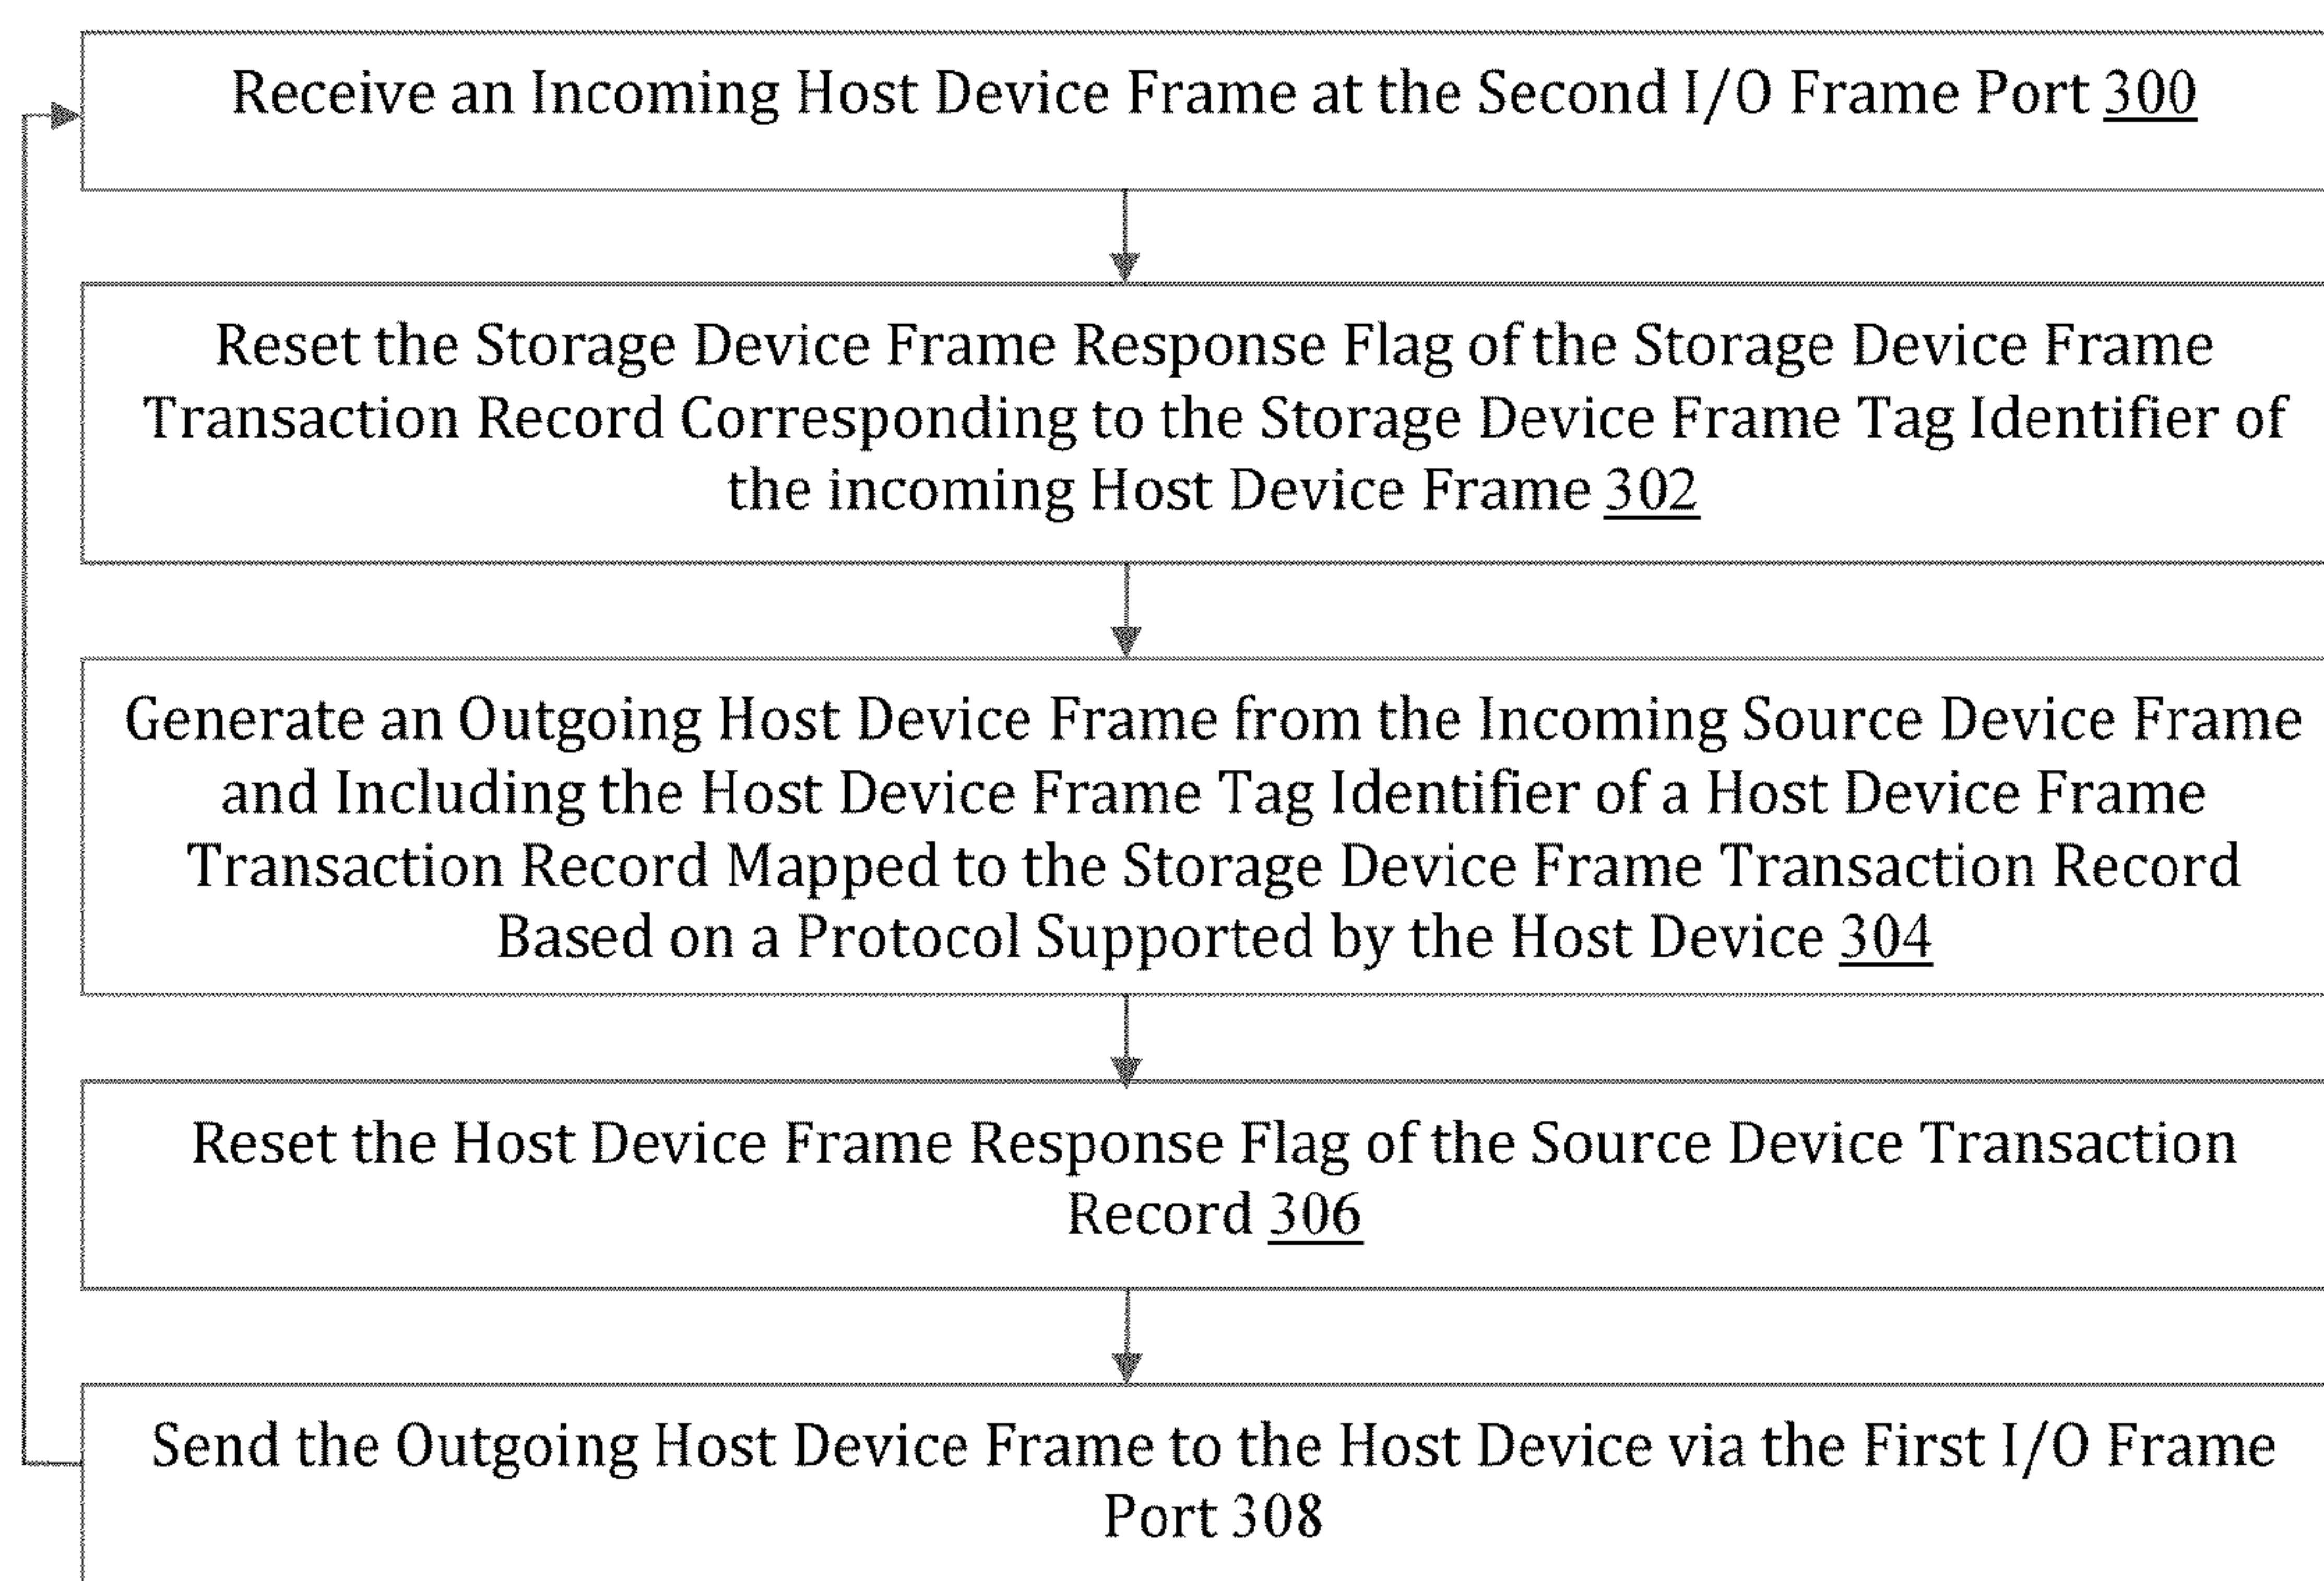 Receive an Incoming Host Device Frame at the Second I/O Frame Port 300
Reset the Storage Device Frame Response Flag of the Storage Device Frame
Transaction Record Corresponding to the Storage Device Frame Tag Identifier of
the incoming Host Device Frame 302
Generate an Outgoing Host Device Frame from the Incoming Source Device Frame
and Including the Host Device Frame Tag Identifier of a Host Device Frame
Transaction Record Mapped to the Storage Device Frame Transaction Record
Based on a Protocol Supported by the Host Device 304
Reset the Host Device Frame Response Flag of the Source Device Transaction
Record 306
Send the Outgoing Host Device Frame to the Host Device via the First I/O Frame
Port 308